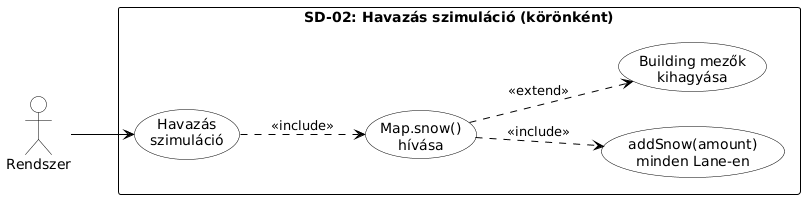 SD-02: Havazás szimuláció (körönként)
Building mezők
kihagyása
«extend»
Havazás
szimuláció
«include»
Map.snow()
hívása
«include»
addSnow(amount)
minden Lane-en
Rendszer